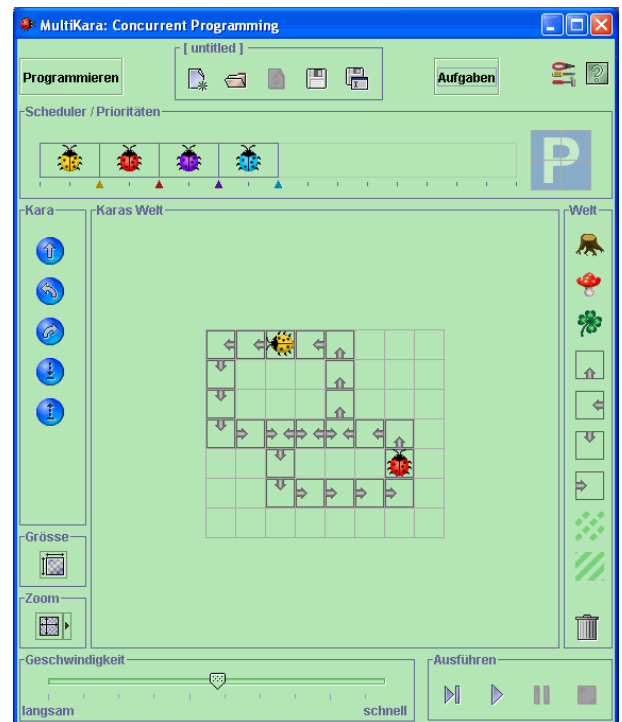 MultiKara: Concurrent Programming
[ untitled ]
Programmieren
Aufgaben
Scheduler / Prioritäten
P
Kara
Karas Welt
Welt
Grösse
Zoom
Geschwindigkeit
langsam
schnell
Ausführen